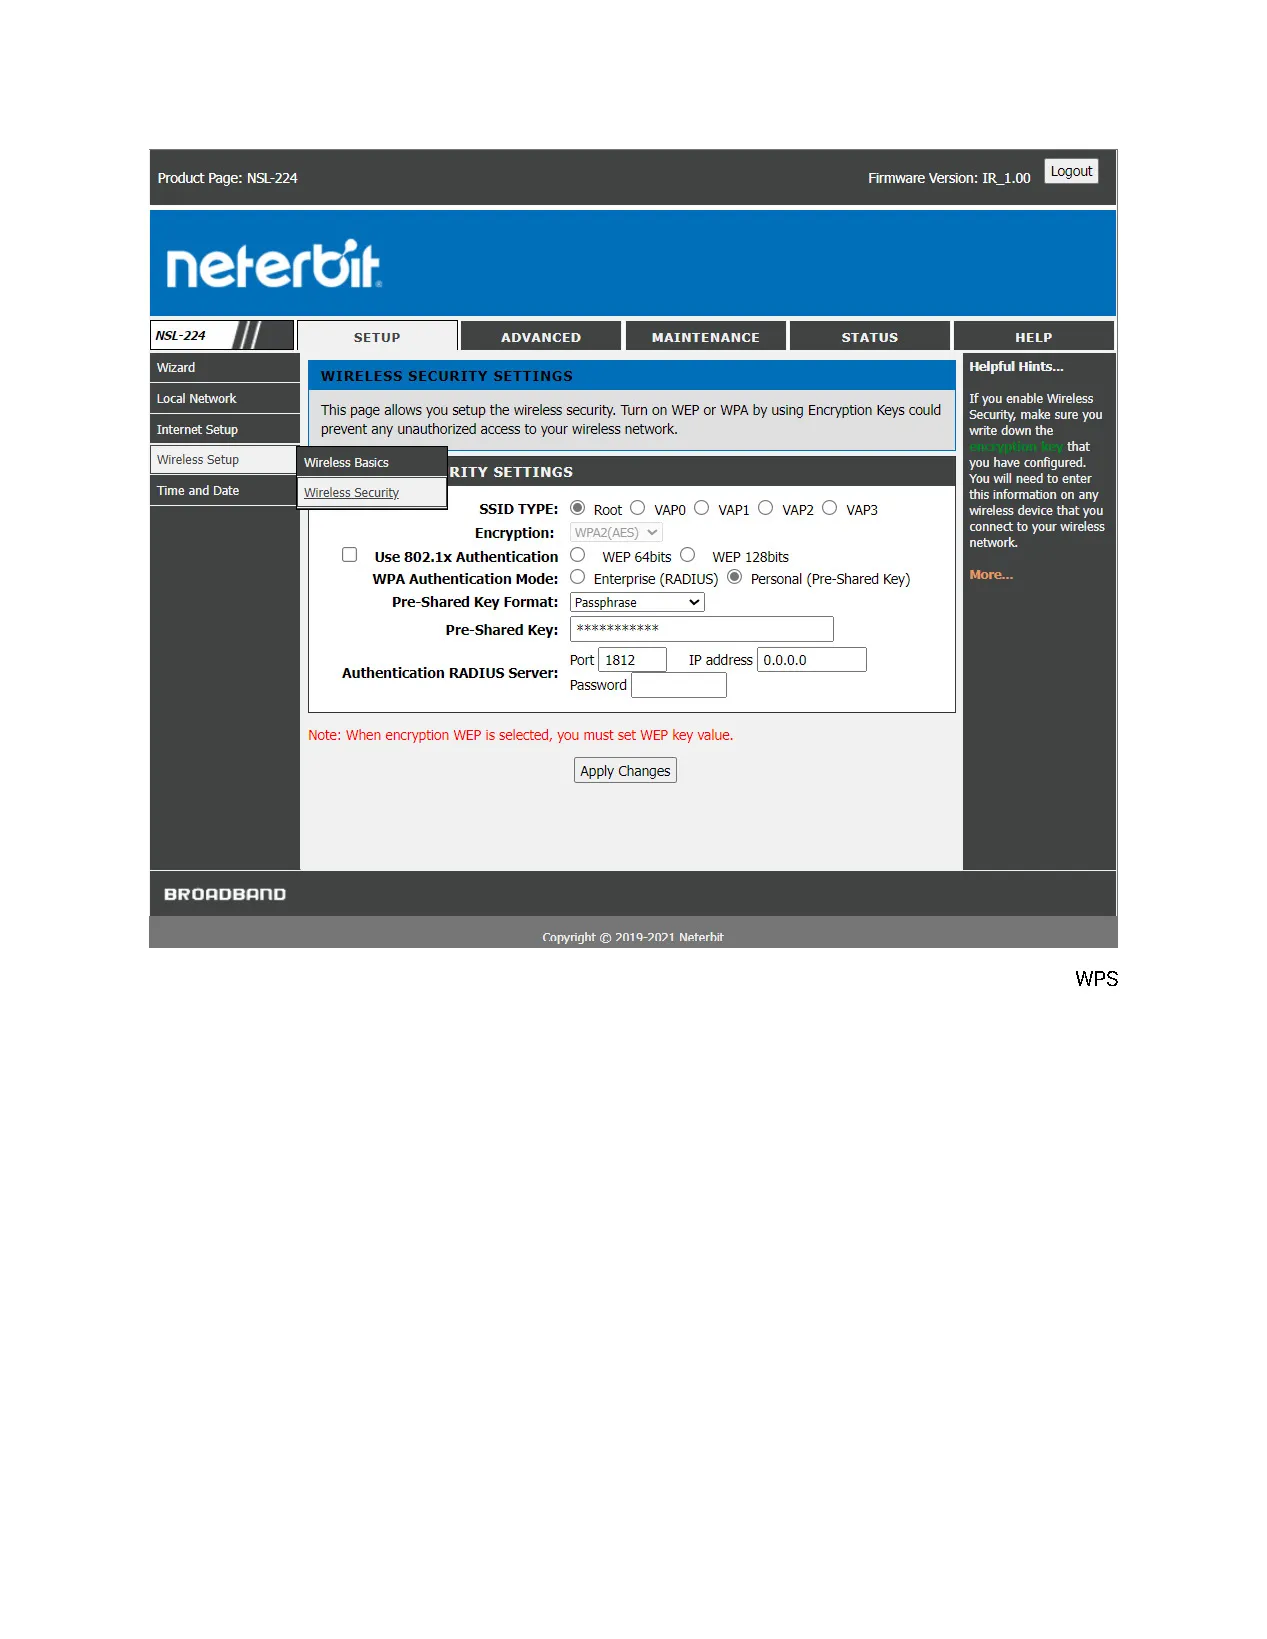 Product Page: NSL-224
Firmware Version: IR_1.00
Logout
neterbit
NSL-224
SETUP
ADVANCED
MAINTENANCE
STATUS
HELP
Wizard
Local Network
Internet Setup
Wireless Setup
Time and Date
Wireless Basics
Wireless Security
WIRELESS SECURITY SETTINGS
This page allows you setup the wireless security. Turn on WEP or WPA by using Encryption Keys could
prevent any unauthorized access to your wireless network.
RITY SETTINGS
SSID TYPE: Root VAP0 VAP1 VAP2 VAP3
Encryption: WPA2(AES)
Use 802.1x Authentication WEP 64bits WEP 128bits
WPA Authentication Mode: Enterprise (RADIUS) Personal (Pre-Shared Key)
Pre-Shared Key Format: Passphrase
Pre-Shared Key: ***********
Authentication RADIUS Server: Port 1812 IP address 0.0.0.0
Password
Note: When encryption WEP is selected, you must set WEP key value.
Apply Changes
Helpful Hints...
If you enable Wireless
Security, make sure you
write down the
encryption key that
you have configured.
You will need to enter
this information on any
wireless device that you
connect to your wireless
network.
More...
BROADBAND
Copyright © 2019-2021 Neterbit
WPS